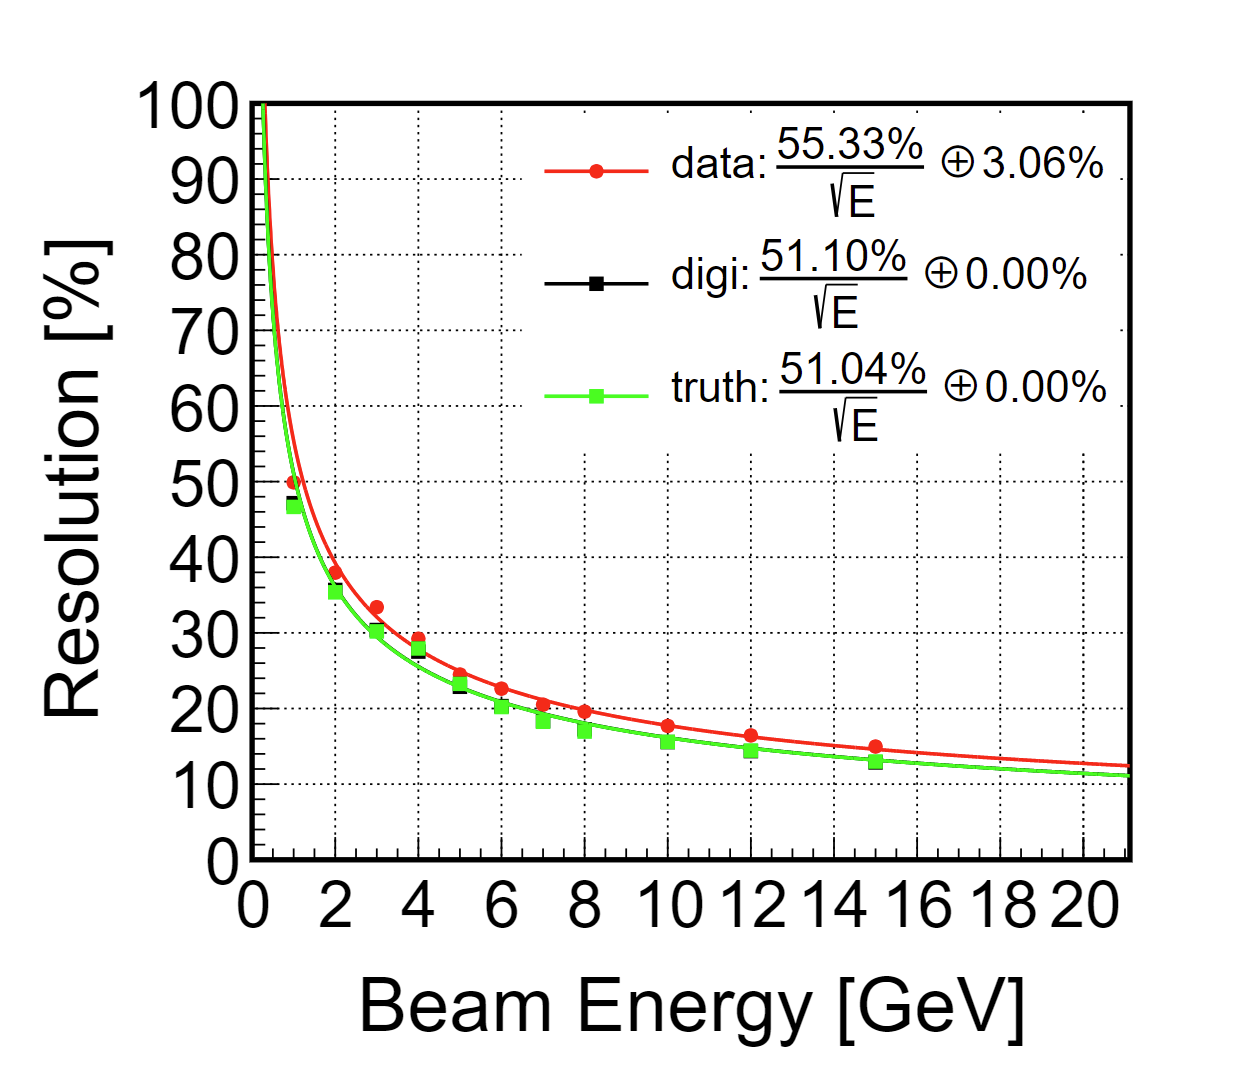 100
90
80
70
60
50
40
30
20
10
0
Resolution [%]
data: 55.33%/√E ⊕ 3.06%
digi: 51.10%/√E ⊕ 0.00%
truth: 51.04%/√E ⊕ 0.00%
0 2 4 6 8 10 12 14 16 18 20
Beam Energy [GeV]